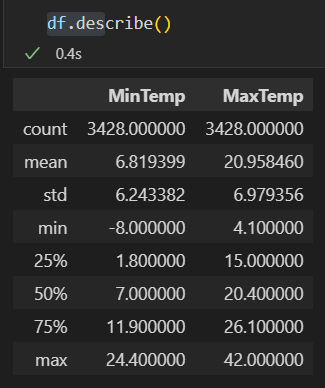 df.describe()
0.4s
MinTemp MaxTemp
count 3428.000000 3428.000000
mean 6.819399 20.958460
std 6.243382 6.979356
min -8.000000 4.100000
25% 1.800000 15.000000
50% 7.000000 20.400000
75% 11.900000 26.100000
max 24.400000 42.000000